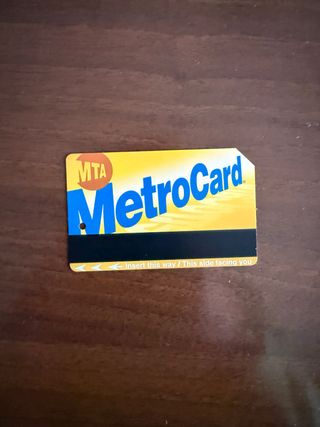 MTA
MetroCard
Insert this way / This side facing you